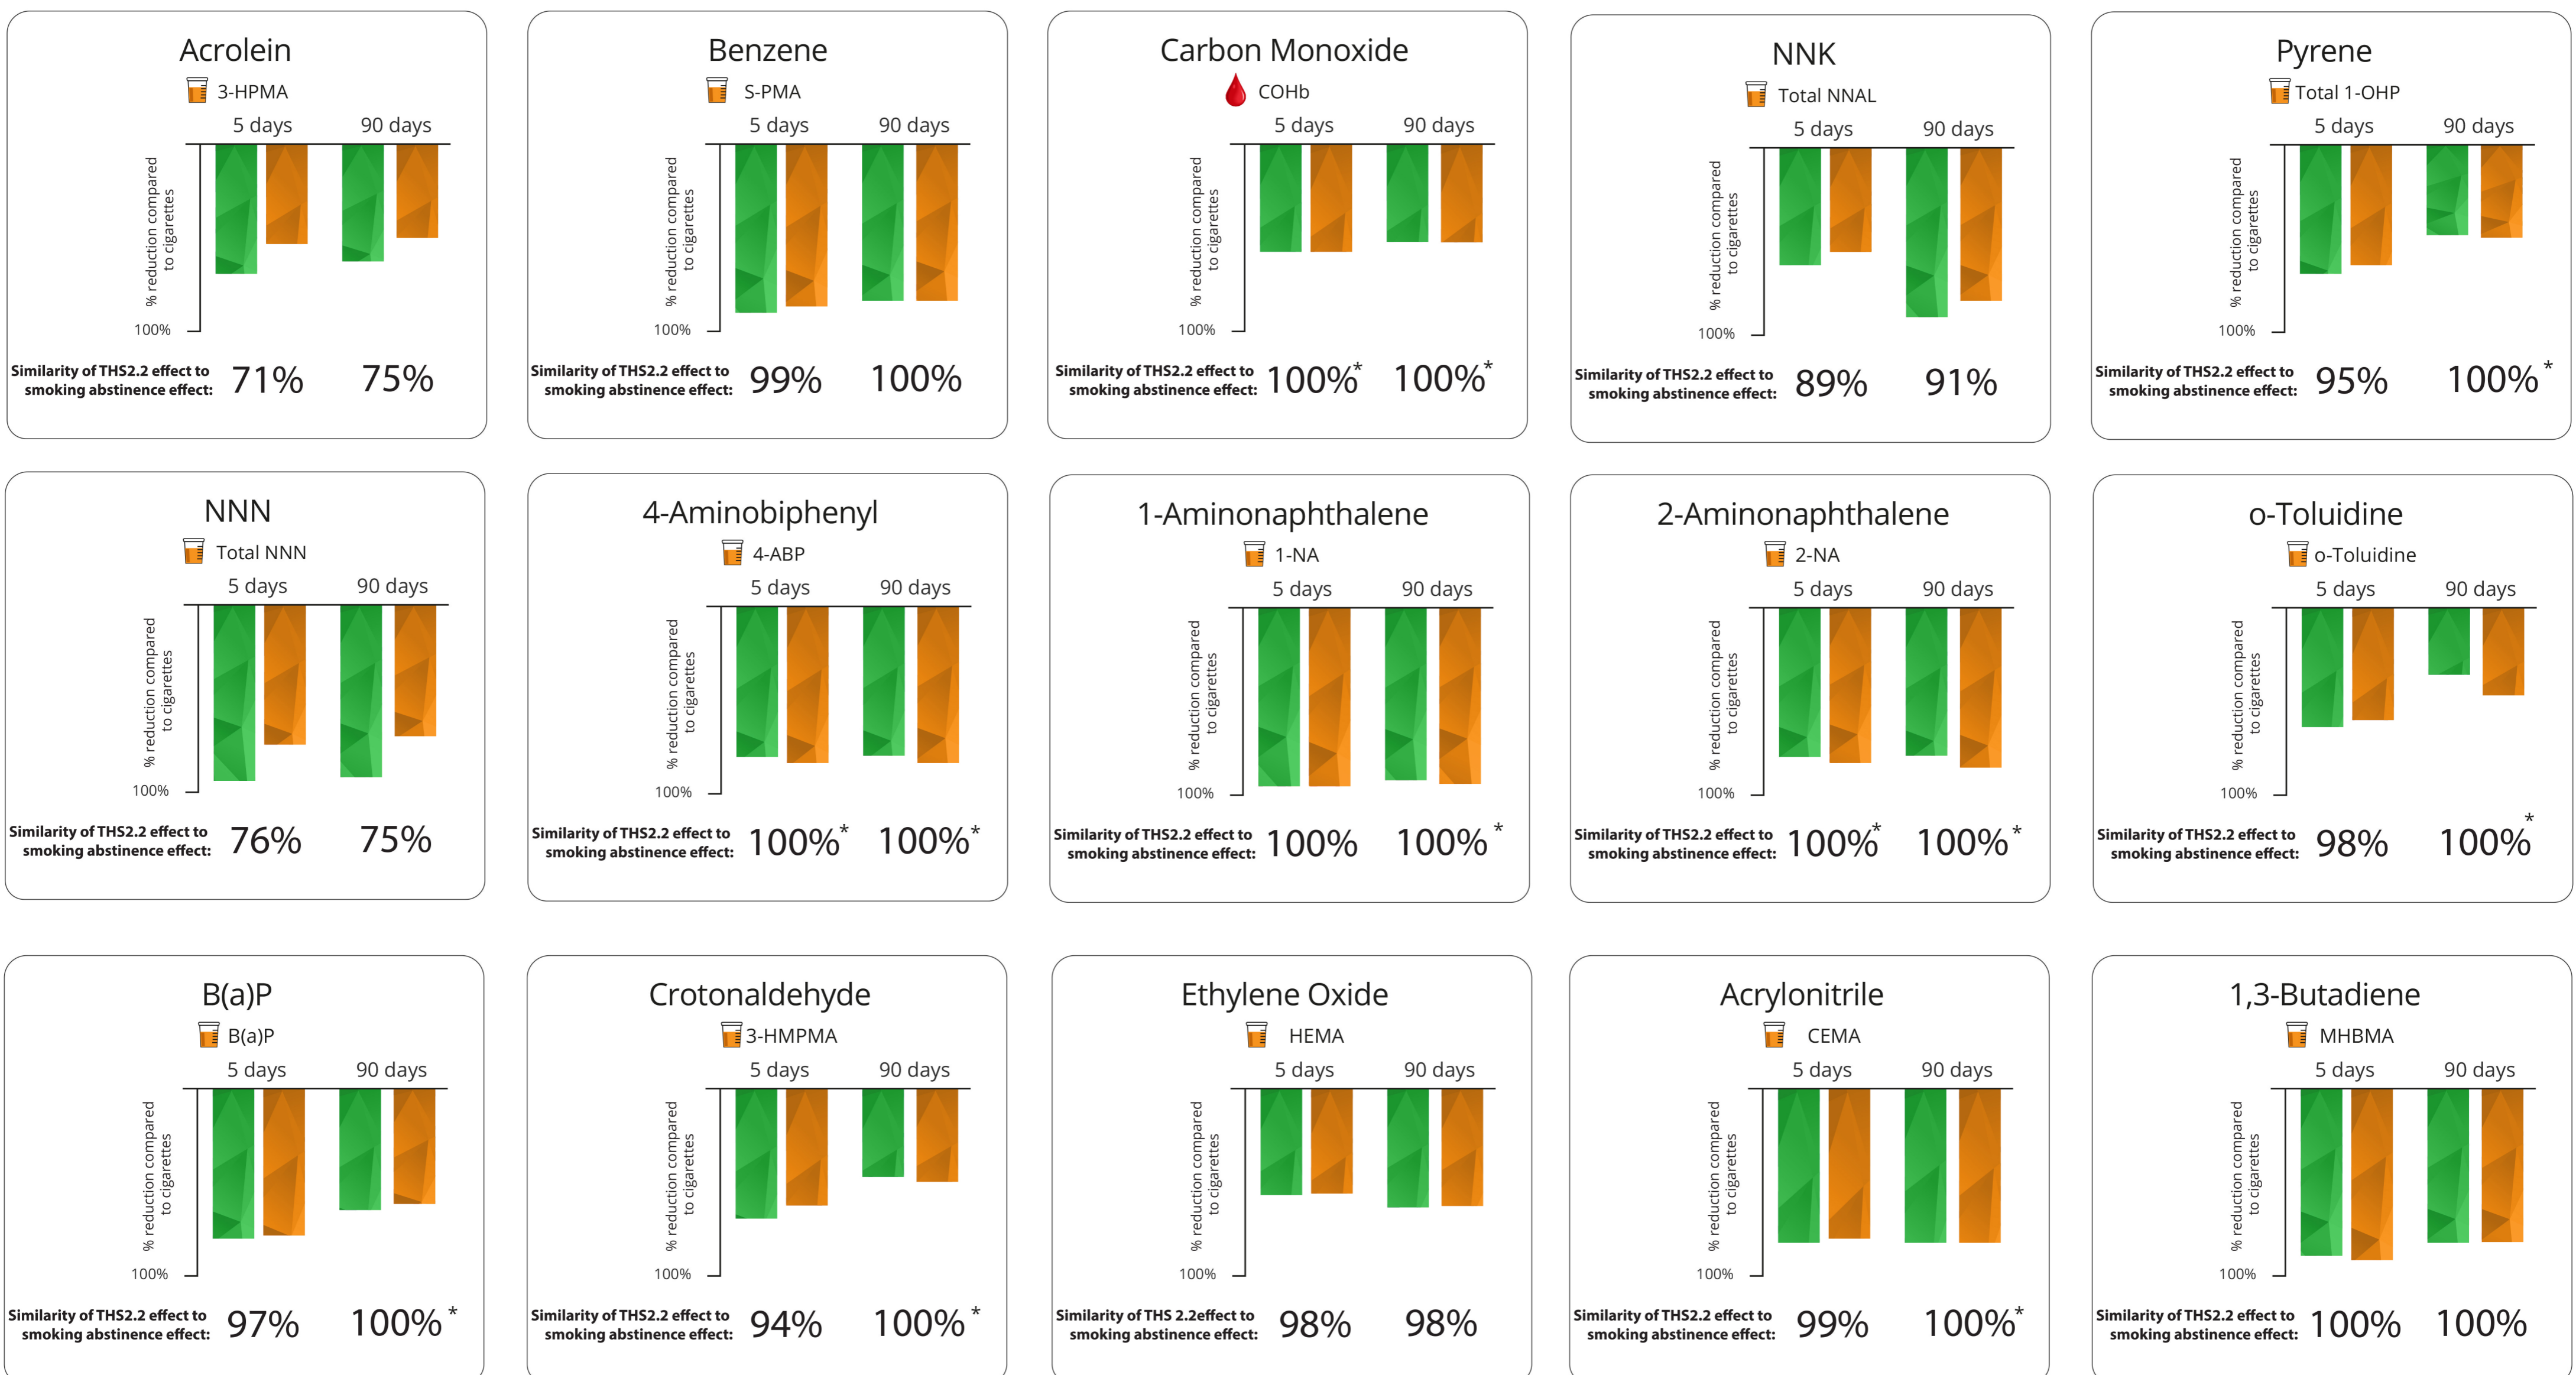 Acrolein
3-HPMA
5 days 90 days
% reduction compared
to cigarettes
100%
Similarity of THS2.2 effect to
smoking abstinence effect:
71% 75%
Benzene
S-PMA
5 days 90 days
% reduction compared
to cigarettes
100%
Similarity of THS2.2 effect to
smoking abstinence effect:
99% 100%
Carbon Monoxide
COHb
5 days 90 days
% reduction compared
to cigarettes
100%
Similarity of THS2.2 effect to
smoking abstinence effect:
100%* 100%*
NNK
Total NNAL
5 days 90 days
% reduction compared
to cigarettes
100%
Similarity of THS2.2 effect to
smoking abstinence effect:
89% 91%
Pyrene
Total 1-OHP
5 days 90 days
% reduction compared
to cigarettes
100%
Similarity of THS2.2 effect to
smoking abstinence effect:
95% 100%*
NNN
Total NNN
5 days 90 days
% reduction compared
to cigarettes
100%
Similarity of THS2.2 effect to
smoking abstinence effect:
76% 75%
4-Aminobiphenyl
4-ABP
5 days 90 days
% reduction compared
to cigarettes
100%
Similarity of THS2.2 effect to
smoking abstinence effect:
100%* 100%*
1-Aminonaphthalene
1-NA
5 days 90 days
% reduction compared
to cigarettes
100%
Similarity of THS2.2 effect to
smoking abstinence effect:
100% 100%*
2-Aminonaphthalene
2-NA
5 days 90 days
% reduction compared
to cigarettes
100%
Similarity of THS2.2 effect to
smoking abstinence effect:
100%* 100%*
o-Toluidine
o-Toluidine
5 days 90 days
% reduction compared
to cigarettes
100%
Similarity of THS2.2 effect to
smoking abstinence effect:
98% 100%*
B(a)P
B(a)P
5 days 90 days
% reduction compared
to cigarettes
100%
Similarity of THS2.2 effect to
smoking abstinence effect:
97% 100%*
Crotonaldehyde
3-HMPMA
5 days 90 days
% reduction compared
to cigarettes
100%
Similarity of THS2.2 effect to
smoking abstinence effect:
94% 100%*
Ethylene Oxide
HEMA
5 days 90 days
% reduction compared
to cigarettes
100%
Similarity of THS 2.2effect to
smoking abstinence effect:
98% 98%
Acrylonitrile
CEMA
5 days 90 days
% reduction compared
to cigarettes
100%
Similarity of THS2.2 effect to
smoking abstinence effect:
99% 100%*
1,3-Butadiene
MHBMA
5 days 90 days
% reduction compared
to cigarettes
100%
Similarity of THS2.2 effect to
smoking abstinence effect:
100% 100%